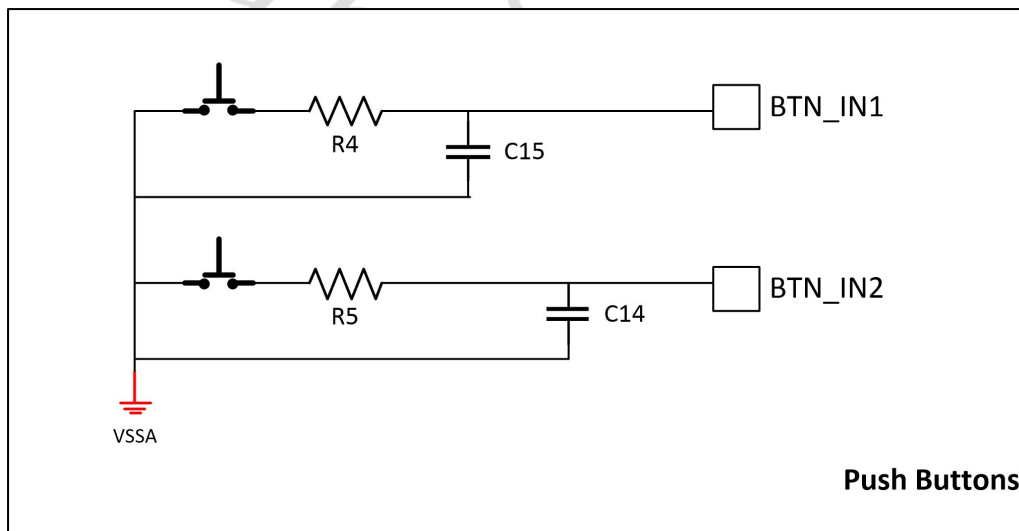 BTN_IN1
R4
C15
BTN_IN2
R5
C14
VSSA
Push Buttons